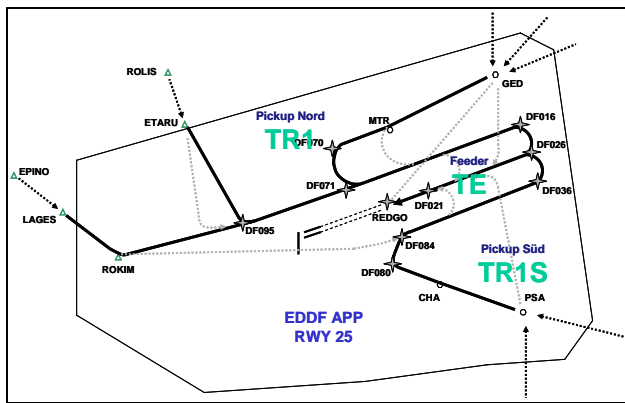 ROLIS
GED
ETARU
Pickup Nord
TR1
MTR
DF016
DF070
DF026
EPINO
Feeder
TE
DF036
DF071
DF021
LAGES
REDGO
DF095
DF084
ROKIM
DF080
Pickup Süd
TR1S
CHA
PSA
EDDF APP
RWY 25